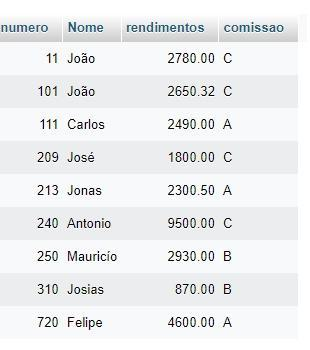 numero Nome rendimentos comissao
11 João 2780.00 C
101 João 2650.32 C
111 Carlos 2490.00 A
209 José 1800.00 C
213 Jonas 2300.50 A
240 Antonio 9500.00 C
250 Mauricío 2930.00 B
310 Josias 870.00 B
720 Felipe 4600.00 A